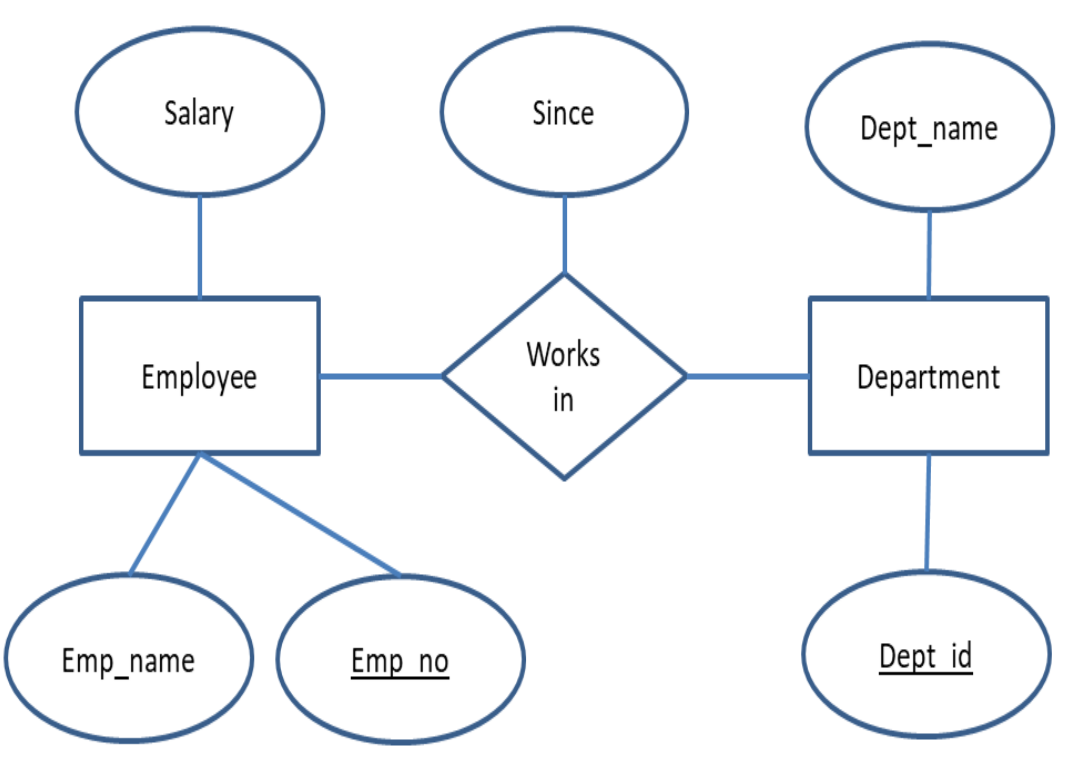 Salary
Since
Dept_name
Employee
Works
in
Department
Emp_name
Emp_no
Dept_id